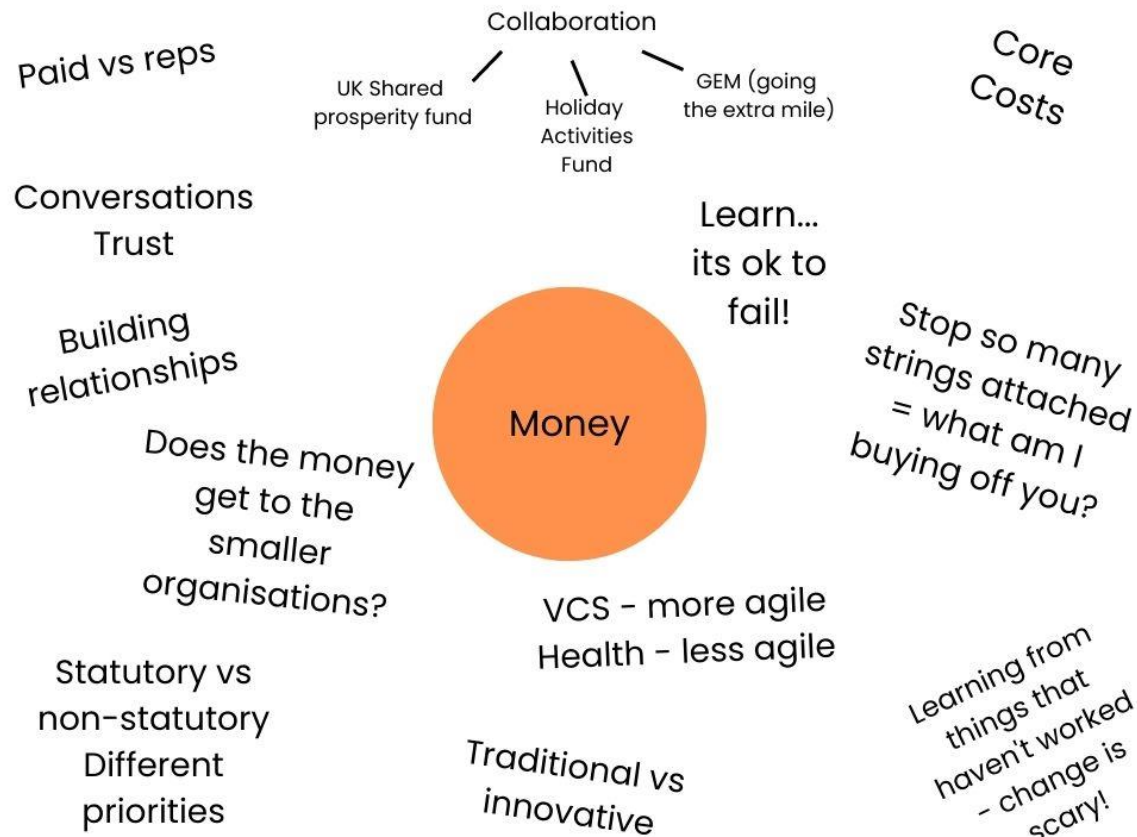 Paid vs reps
Collaboration
UK Shared
prosperity fund
Holiday
Activities
Fund
GEM (going
the extra mile)
Core
Costs
Conversations
Trust
Learn...
its ok to
fail!
Building
relationships
Stop so many
strings attached
= what am I
buying off you?
Money
Does the money
get to the
smaller
organisations?
VCS - more agile
Health - less agile
Statutory vs
non-statutory
Different
priorities
Traditional vs
innovative
Learning from
things that
haven't worked
- change is
scary!